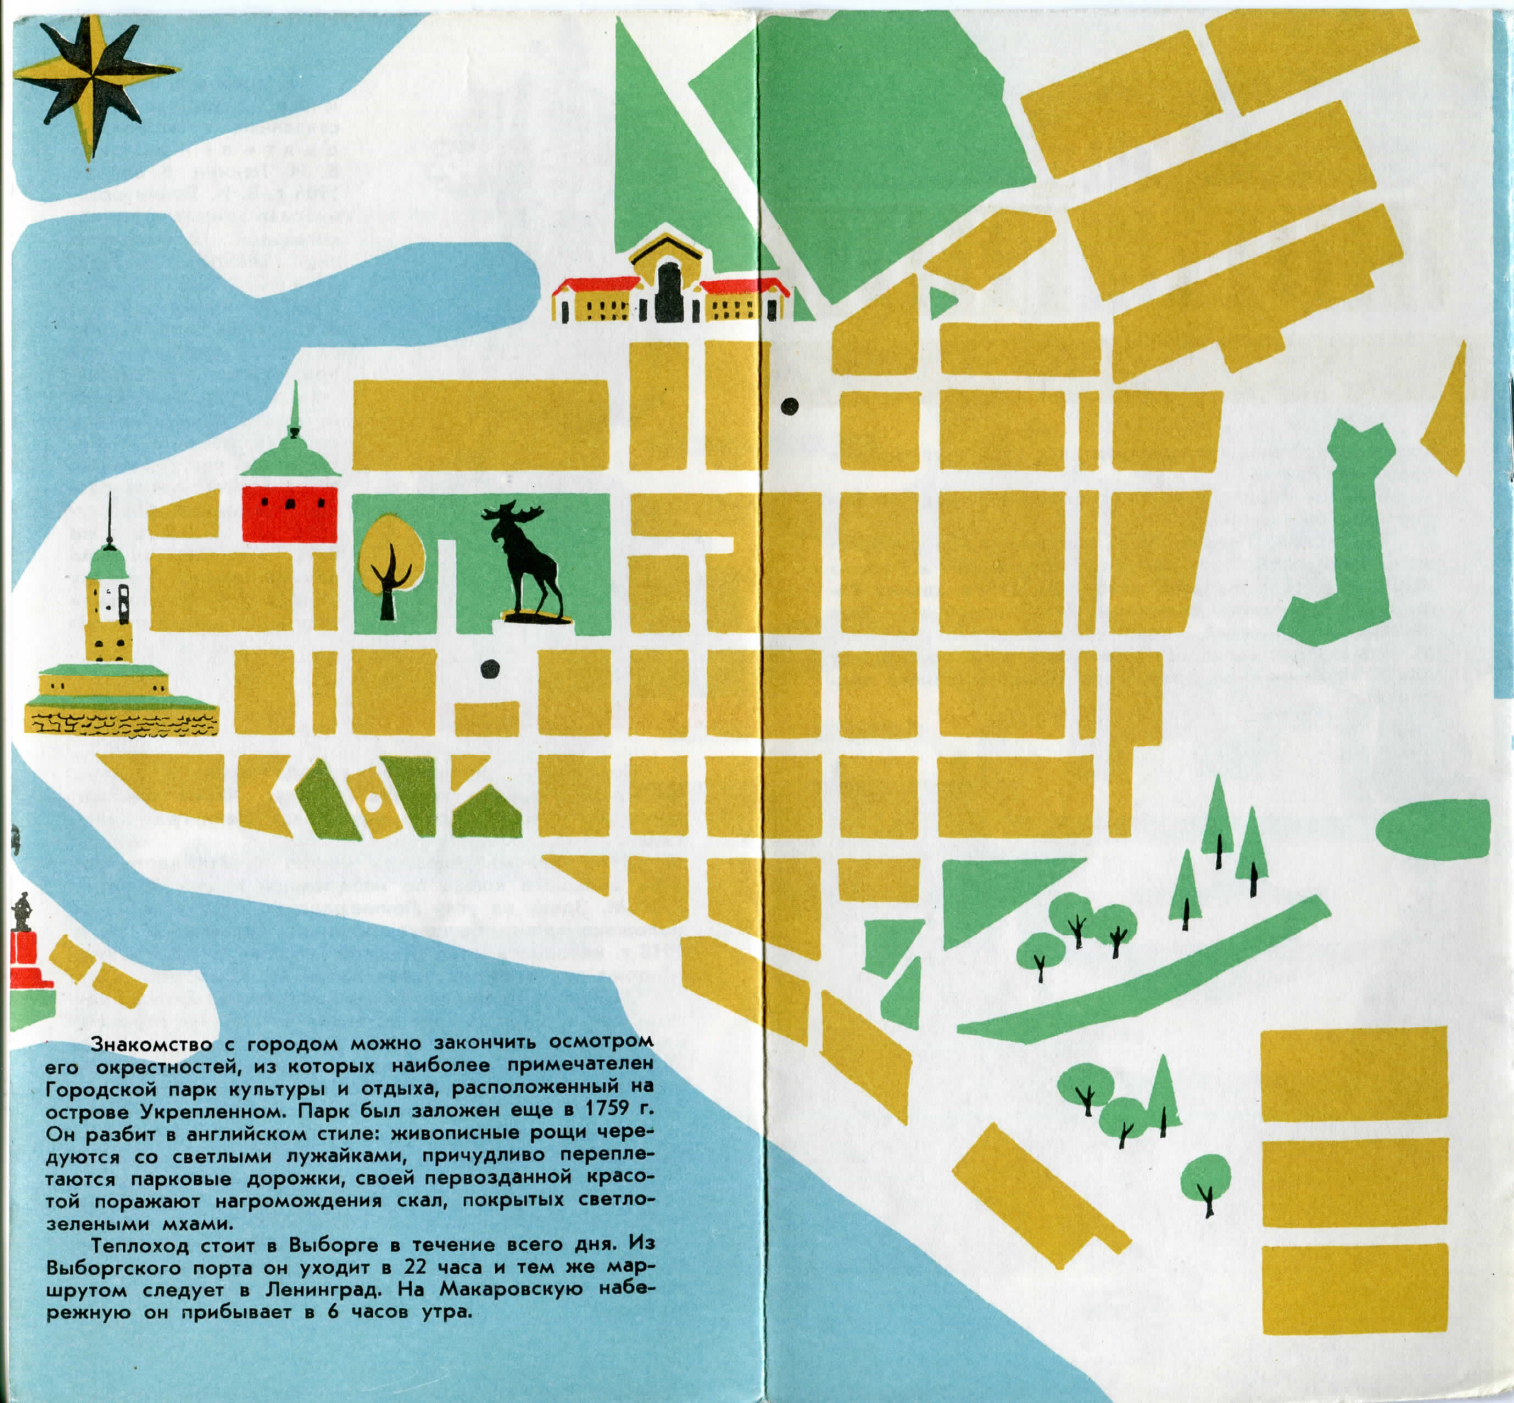 Знакомство с городом можно закончить осмотром
его окрестностей, из которых наиболее примечателен
Городской парк культуры и отдыха, расположенный на
острове Укрепленном. Парк был заложен еще в 1759 г.
Он разбит в английском стиле: живописные рощи чере-
дуются со светлыми лужайками, причудливо перепле-
таются парковые дорожки, своей первозданной красо-
той поражают нагромождения скал, покрытых светло-
зелеными мхами.
Теплоход стоит в Выборге в течение всего дня. Из
Выборгского порта он уходит в 22 часа и тем же мар-
шрутом следует в Ленинград. На Макаровскую набе-
режную он прибывает в 6 часов утра.